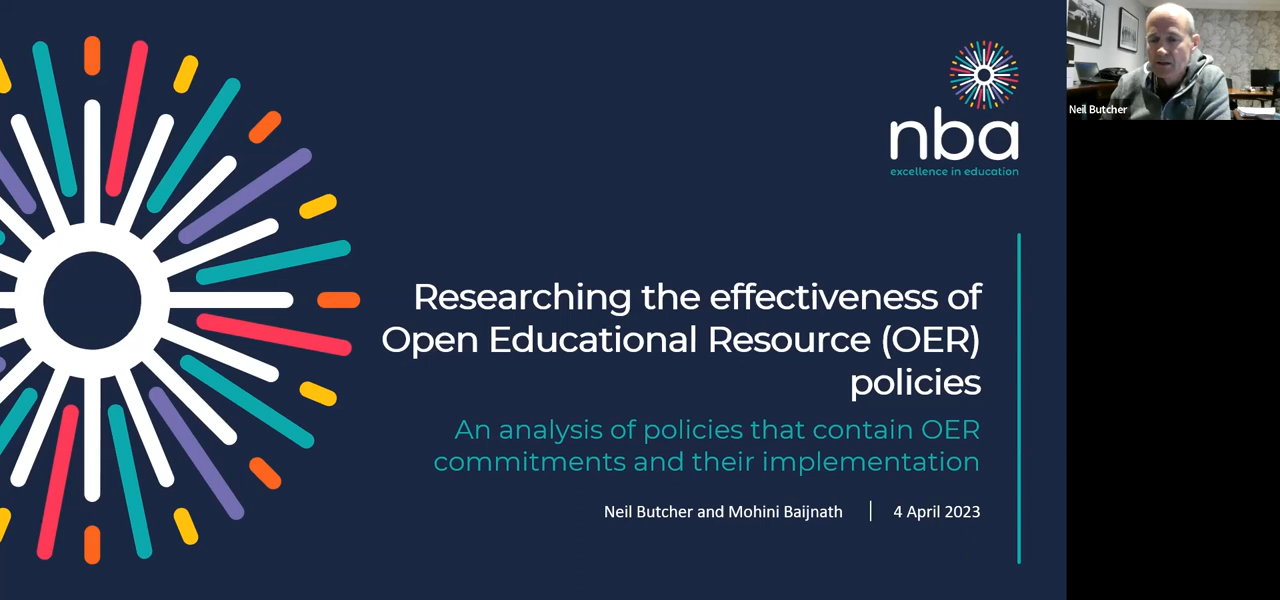 nba
excellence in education
Neil Butcher
Researching the effectiveness of
Open Educational Resource (OER)
policies
An analysis of policies that contain OER
commitments and their implementation
Neil Butcher and Mohini Baijnath | 4 April 2023